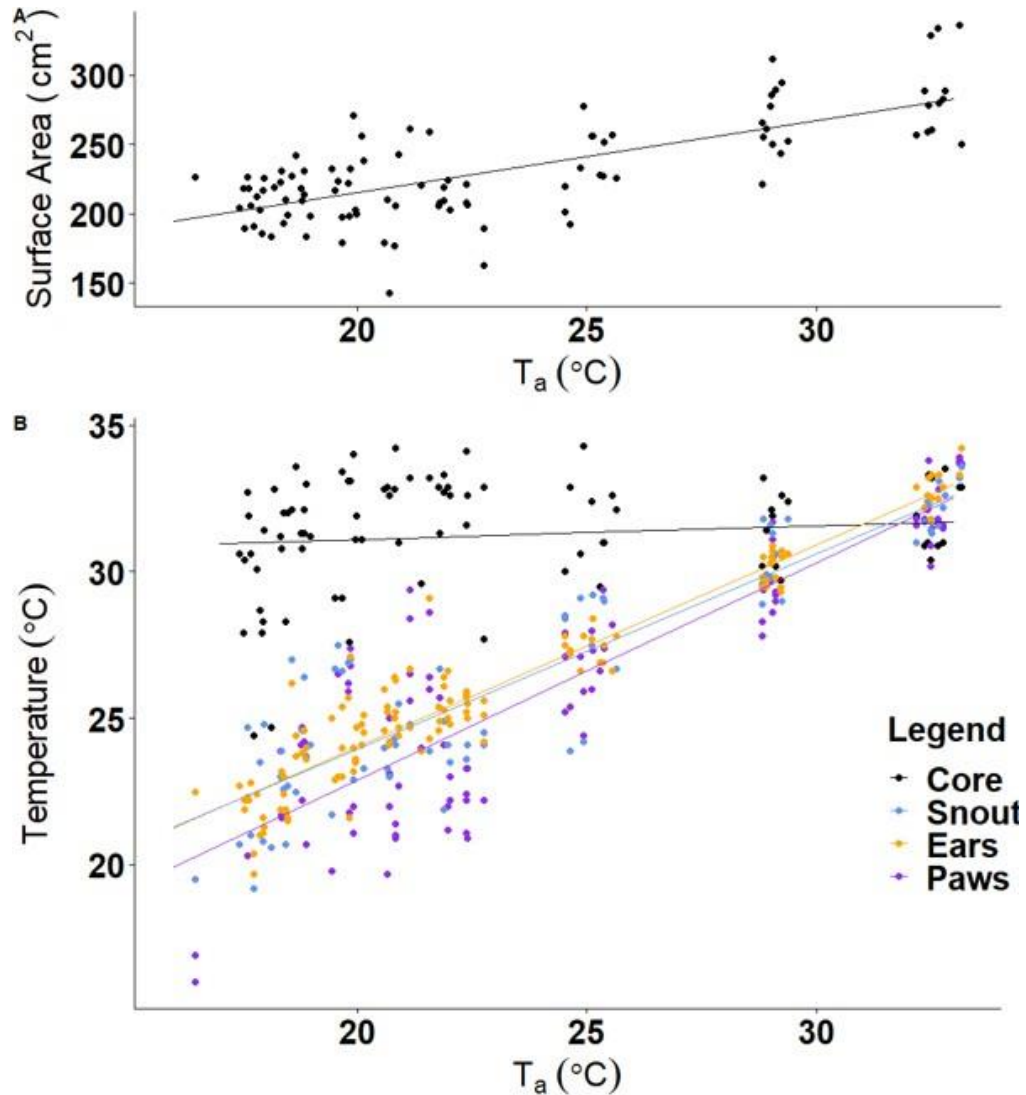 A
Surface Area ( cm²)
300
250
200
150
20 25 30
Tₐ (°C)
B
Temperature (°C)
35
30
25
20
Legend
Core
Snout
Ears
Paws
20 25 30
Tₐ (°C)